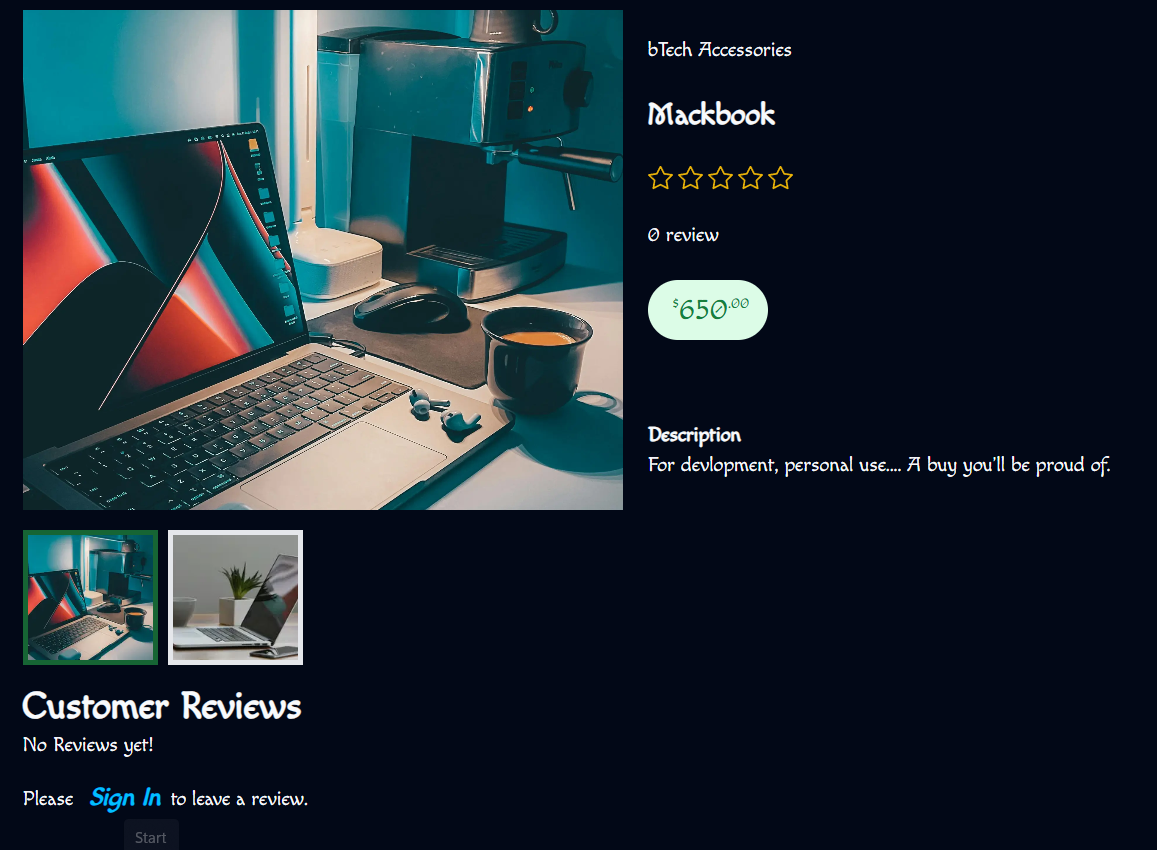 bTech Accessories
Mackbook
0 review
$650.00
Description
For devlopment, personal use.... A buy you'll be proud of.
Customer Reviews
No Reviews yet!
Please Sign In to leave a review.
Start